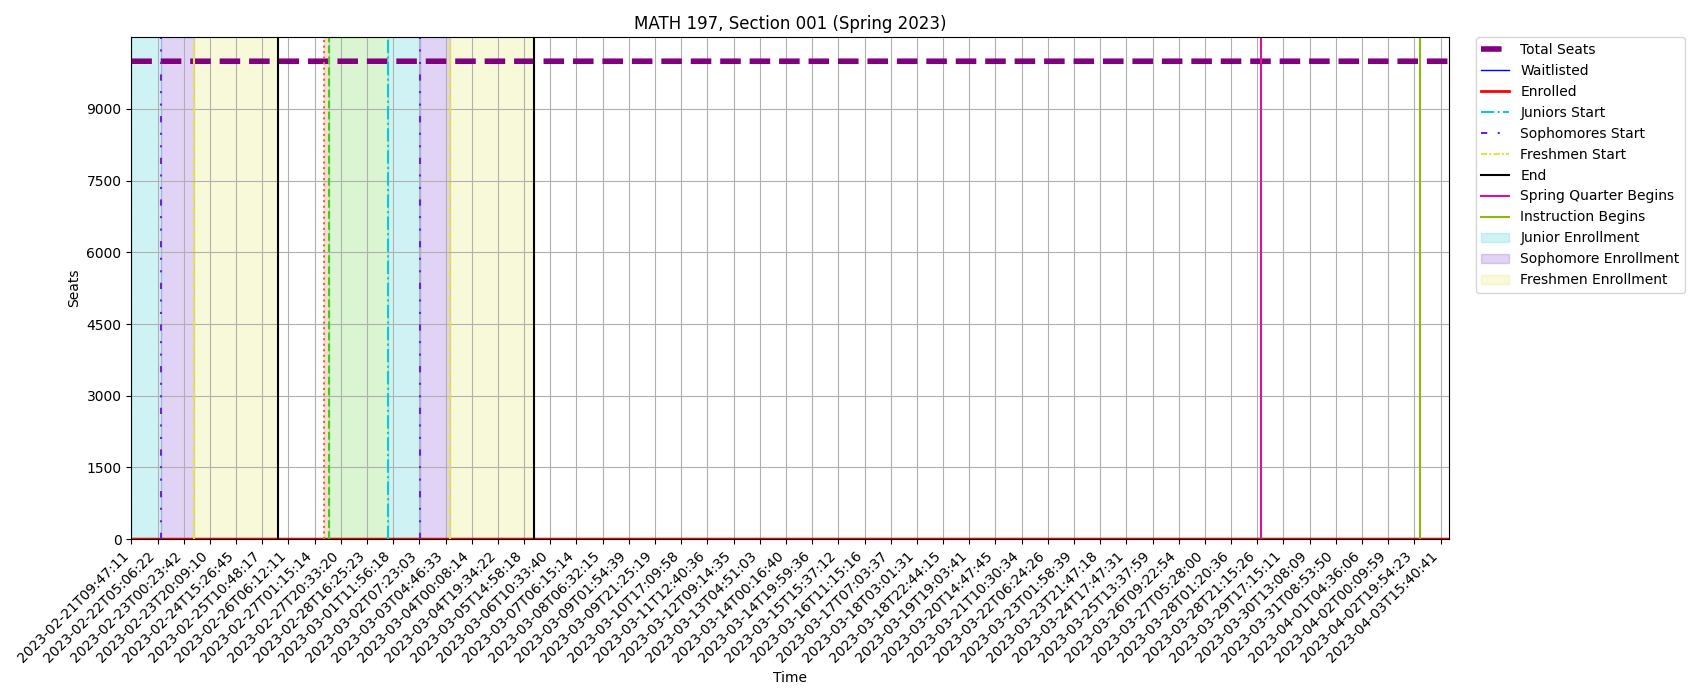 MATH 197, Section 001 (Spring 2023)
Total Seats
Waitlisted
Enrolled
Juniors Start
Sophomores Start
Freshmen Start
End
Spring Quarter Begins
Instruction Begins
Junior Enrollment
Sophomore Enrollment
Freshmen Enrollment
Seats
9000
7500
6000
4500
3000
1500
0
2023-02-21T09:47:11
2023-02-22T05:06:22
2023-02-23T00:23:42
2023-02-23T20:09:10
2023-02-24T15:26:45
2023-02-25T10:48:17
2023-02-26T06:12:11
2023-02-27T01:15:14
2023-02-27T20:33:20
2023-02-28T16:25:23
2023-03-01T11:56:18
2023-03-02T07:23:03
2023-03-03T04:46:33
2023-03-04T00:08:14
2023-03-04T19:34:22
2023-03-05T14:58:18
2023-03-06T10:33:40
2023-03-07T06:15:14
2023-03-08T06:32:15
2023-03-09T01:54:39
2023-03-09T21:25:19
2023-03-10T17:09:58
2023-03-11T12:40:36
2023-03-12T09:14:35
2023-03-13T04:51:03
2023-03-14T00:16:40
2023-03-14T19:59:36
2023-03-15T15:37:12
2023-03-16T11:15:16
2023-03-17T07:03:37
2023-03-18T03:01:31
2023-03-18T22:44:15
2023-03-19T19:03:41
2023-03-20T14:47:45
2023-03-21T10:30:34
2023-03-22T06:24:26
2023-03-23T01:58:39
2023-03-23T21:47:18
2023-03-24T17:47:31
2023-03-25T13:37:59
2023-03-26T09:22:54
2023-03-27T05:28:00
2023-03-28T01:20:36
2023-03-28T21:15:26
2023-03-29T17:15:11
2023-03-30T13:08:09
2023-03-31T08:53:50
2023-04-01T04:36:06
2023-04-02T00:09:59
2023-04-02T19:54:23
2023-04-03T15:40:41
Time